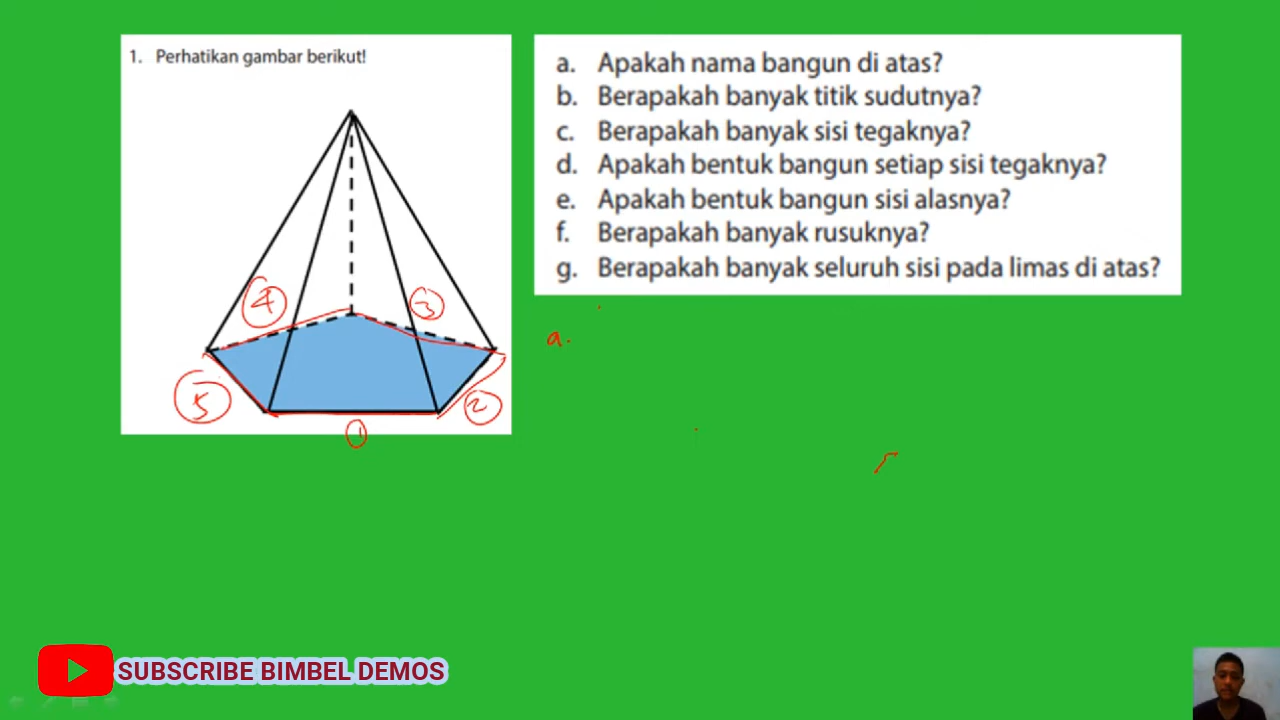 1. Perhatikan gambar berikut!
4
3
5
2
1
a. Apakah nama bangun di atas?
b. Berapakah banyak titik sudutnya?
c. Berapakah banyak sisi tegaknya?
d. Apakah bentuk bangun setiap sisi tegaknya?
e. Apakah bentuk bangun sisi alasnya?
f. Berapakah banyak rusuknya?
g. Berapakah banyak seluruh sisi pada limas di atas?
a.
SUBSCRIBE BIMBEL DEMOS